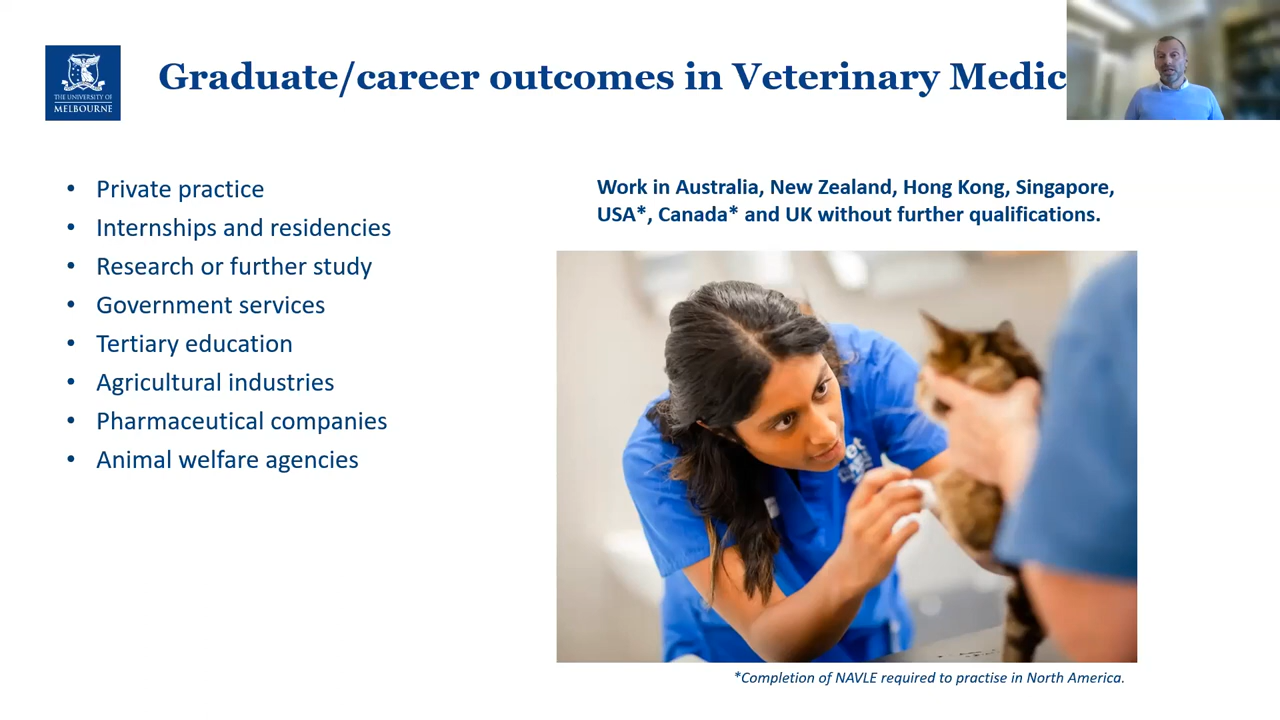 THE UNIVERSITY OF
MELBOURNE
Graduate/career outcomes in Veterinary Medic
• Private practice
• Internships and residencies
• Research or further study
• Government services
• Tertiary education
• Agricultural industries
• Pharmaceutical companies
• Animal welfare agencies
Work in Australia, New Zealand, Hong Kong, Singapore,
USA*, Canada* and UK without further qualifications.
*Completion of NAVLE required to practise in North America.